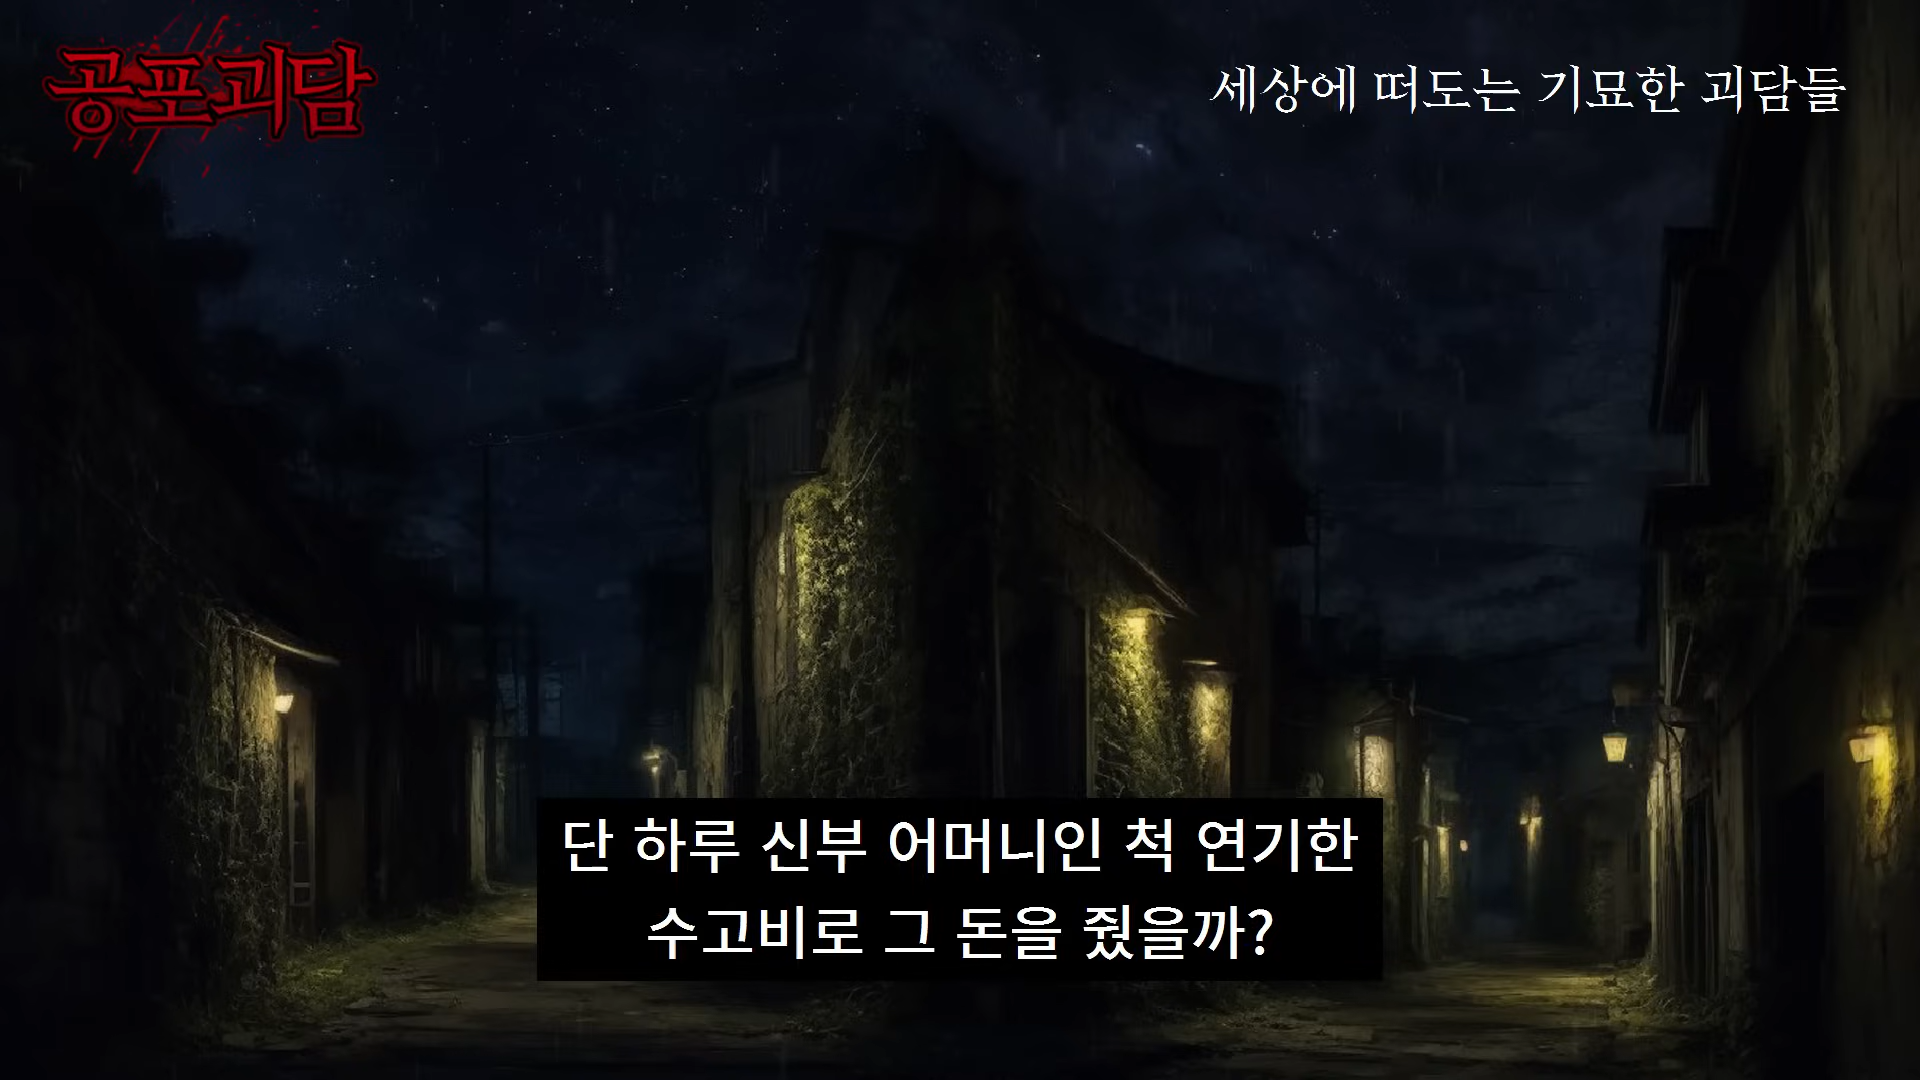 공포괴담
세상에 떠도는 기묘한 괴담들
단 하루 신부 어머니인 척 연기한
수고비로 그 돈을 줬을까?